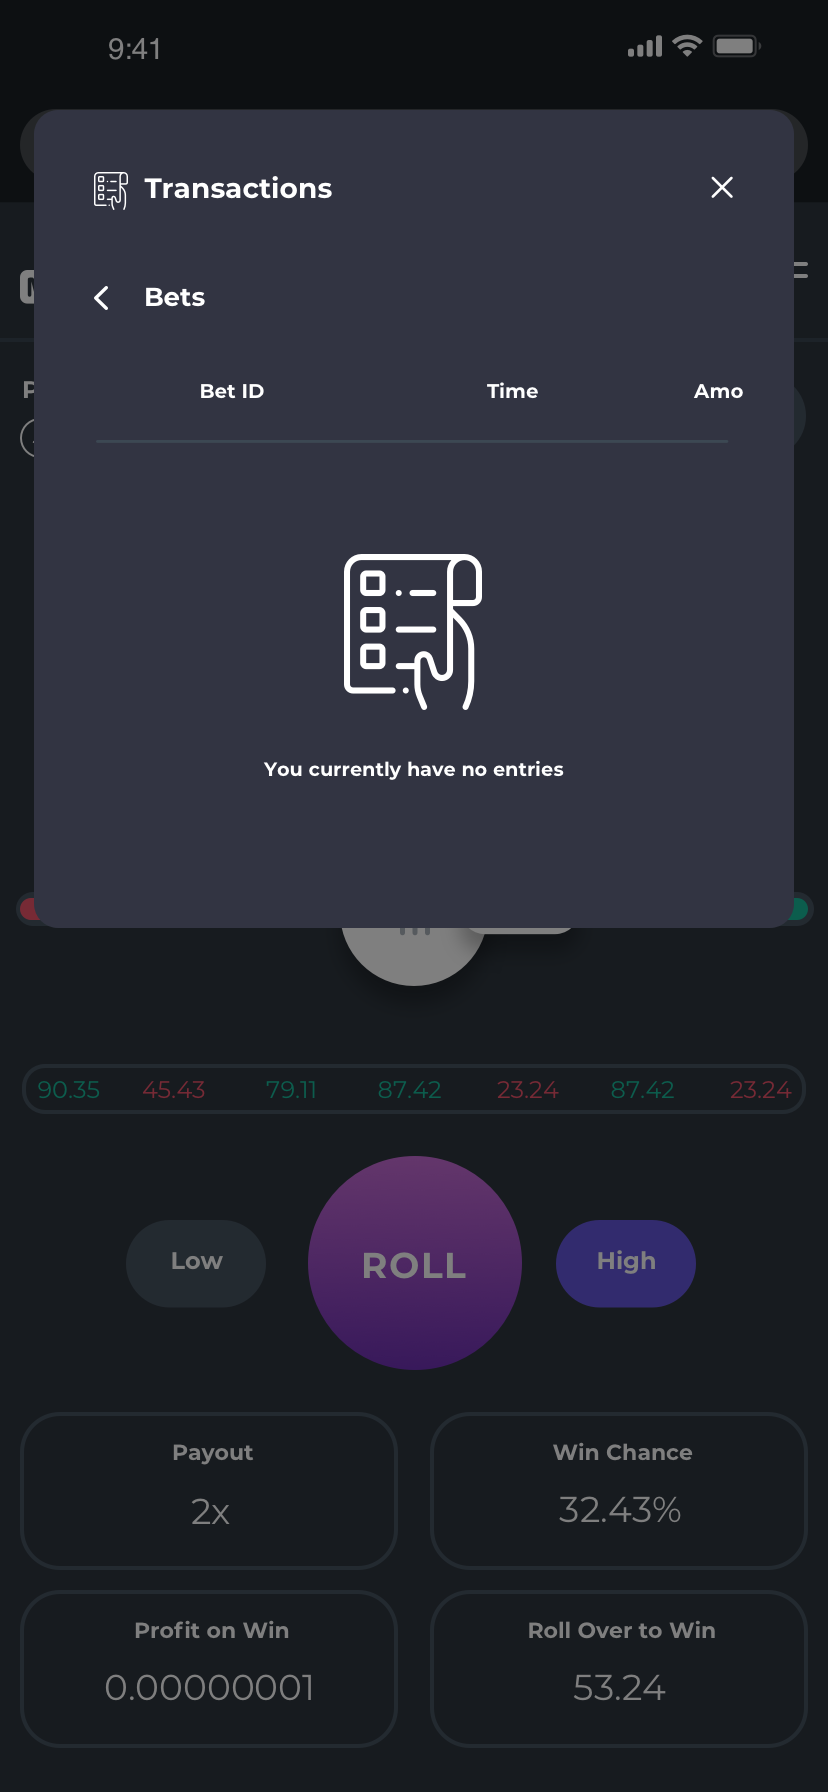 9:41
Transactions
Bets
Bet ID Time Amo
You currently have no entries
90.35 45.43 79.11 87.42 23.24 87.42 23.24
Low ROLL High
Payout Win Chance
2x 32.43%
Profit on Win Roll Over to Win
0.00000001 53.24